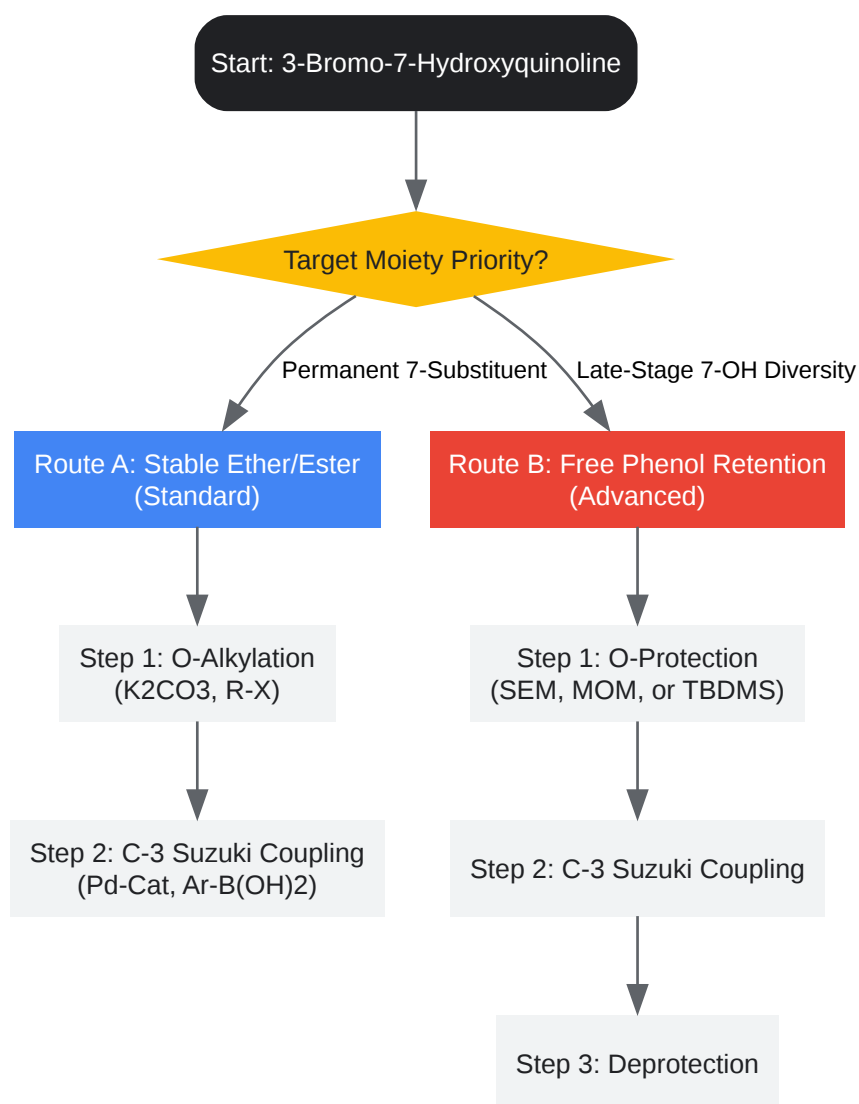 Start: 3-Bromo-7-Hydroxyquinoline
Target Moiety Priority?
Permanent 7-Substituent
Late-Stage 7-OH Diversity
Route A: Stable Ether/Ester
(Standard)
Route B: Free Phenol Retention
(Advanced)
Step 1: O-Alkylation
(K2CO3, R-X)
Step 1: O-Protection
(SEM, MOM, or TBDMS)
Step 2: C-3 Suzuki Coupling
(Pd-Cat, Ar-B(OH)2)
Step 2: C-3 Suzuki Coupling
Step 3: Deprotection